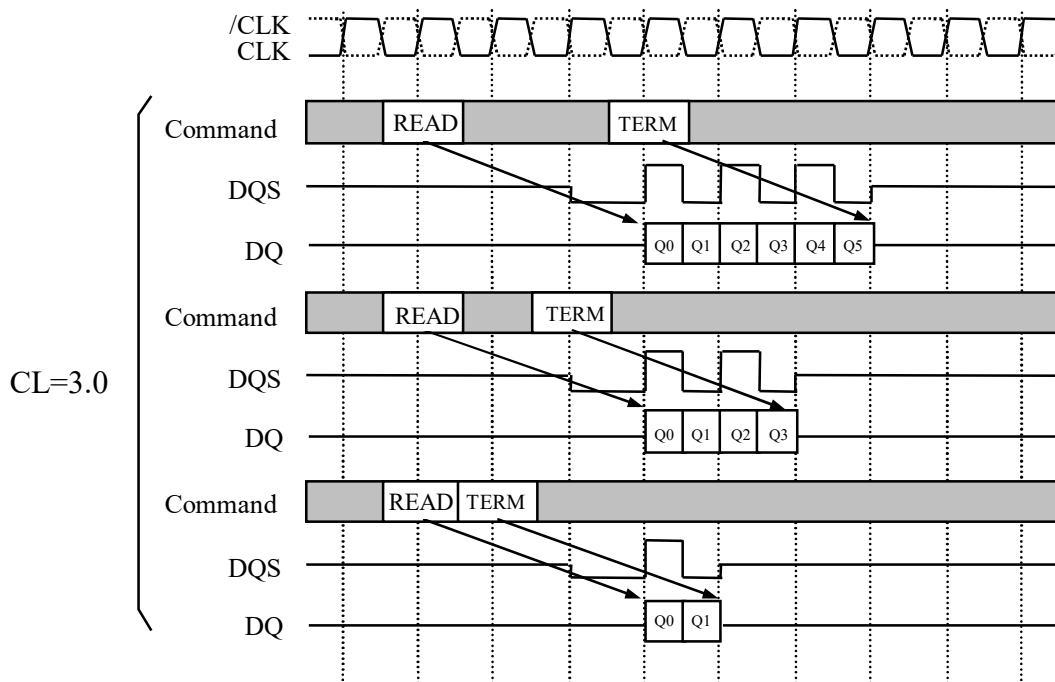 /CLK
CLK
Command READ TERM
DQS
DQ Q0 Q1 Q2 Q3 Q4 Q5
Command READ TERM
CL=3.0
DQS
DQ Q0 Q1 Q2 Q3
Command READ TERM
DQS
DQ Q0 Q1